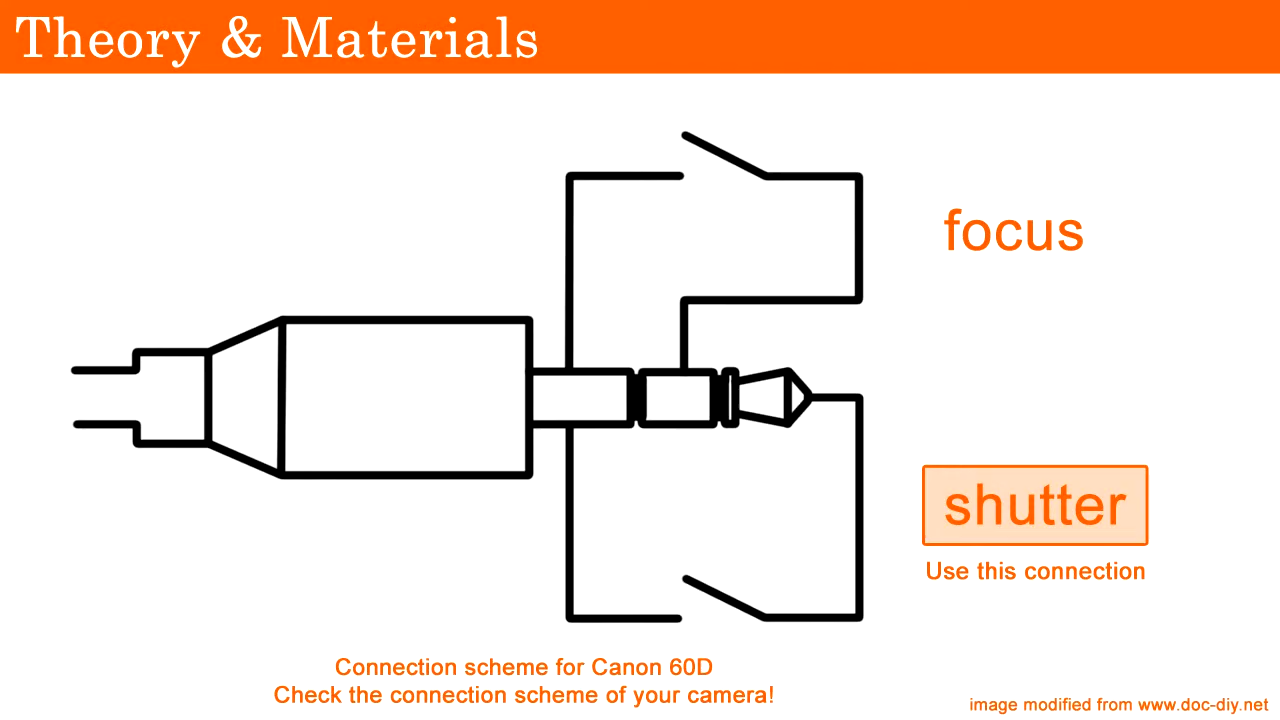 Theory & Materials
focus
shutter
Use this connection
Connection scheme for Canon 60D
Check the connection scheme of your camera!
image modified from www.doc-diy.net